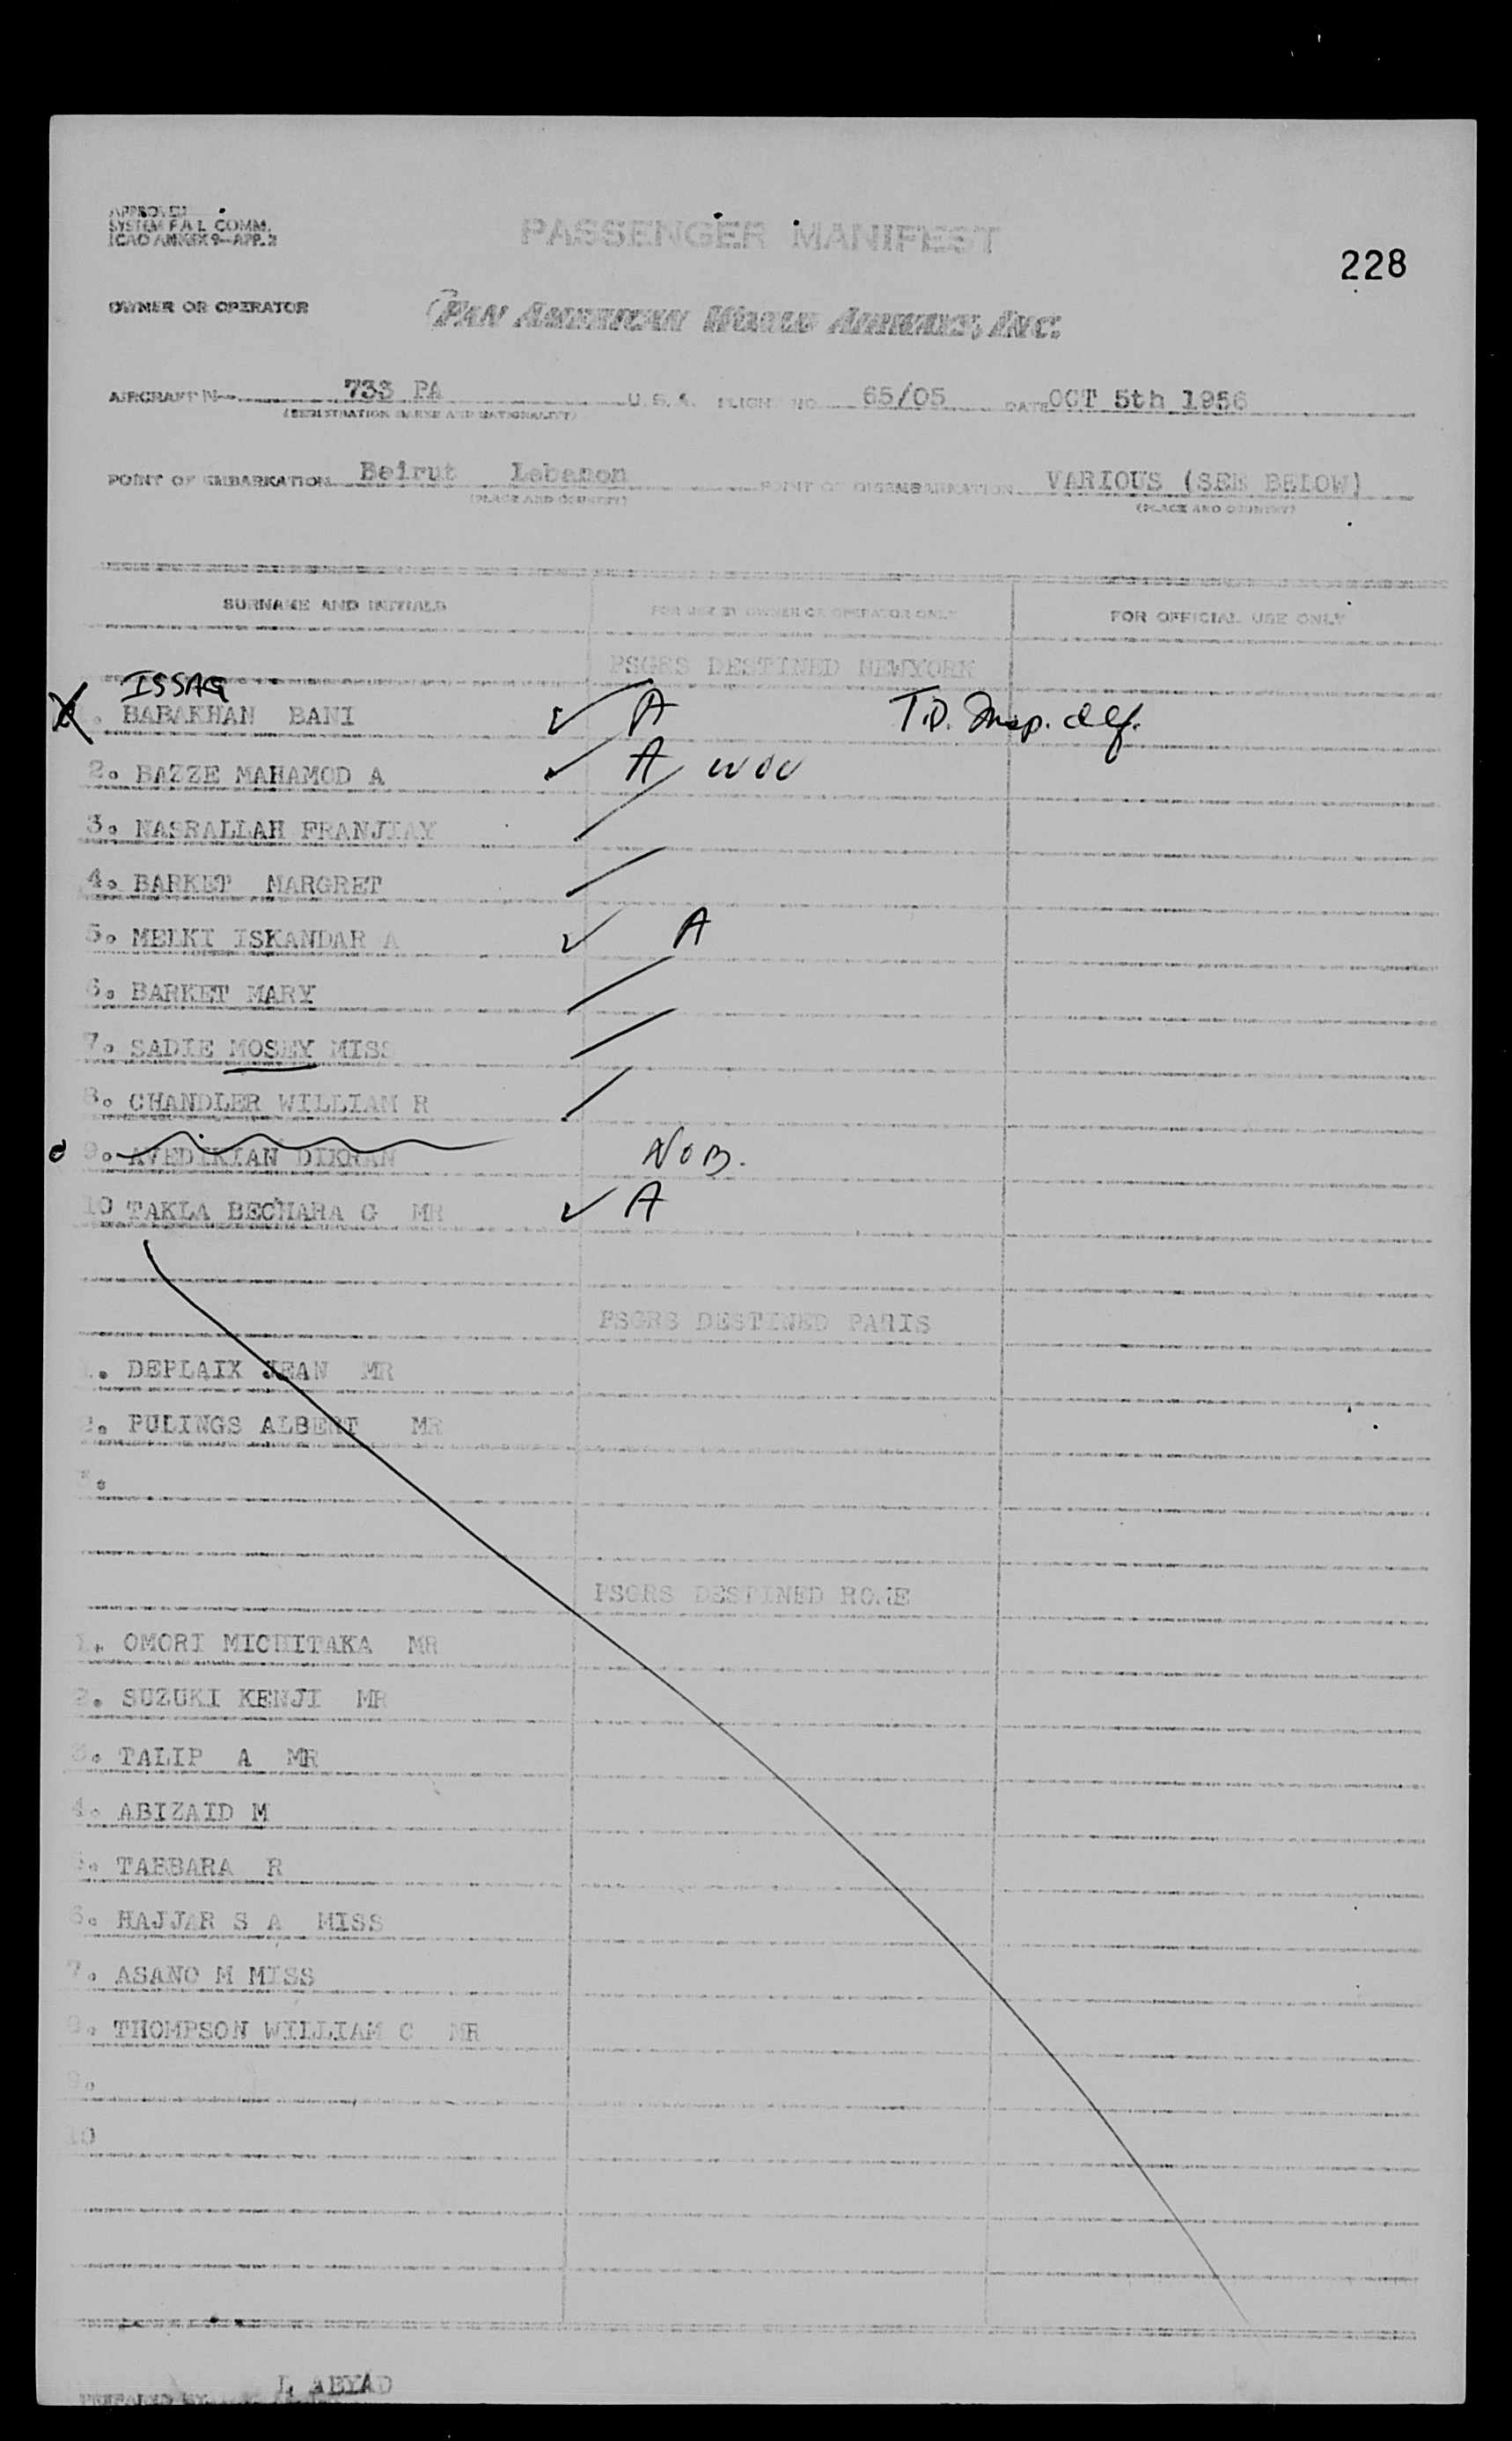 APPROVED
SYSTEM F.A.L. COMM.
ICAO ANNEX 9—APP. 2
PASSENGER MANIFEST
228
OWNER OR OPERATOR PAN AMERICAN WORLD AIRWAYS, INC.
AIRCRAFT No. 733 PA U.S.A. FLIGHT NO. 65/05 DATE OCT 5th 1956
(REGISTRATION MARKS AND NATIONALITY)
POINT OF EMBARKATION Beirut Lebanon POINT OF DISEMBARKATION VARIOUS (SEE BELOW)
(PLACE AND COUNTRY) (PLACE AND COUNTRY)
SURNAME AND INITIALS FOR USE BY OWNER OR OPERATOR ONLY FOR OFFICIAL USE ONLY
PSGRS DESTINED NEWYORK
ISSAG
. BABAKHAN BANI A T.D. Insp.
2. BAZZE MAHAMOD A A
3. NASRALLAH FRANJIAY
4. BARKET MARGRET
5. MELKI ISKANDAR A A
6. BARKET MARY
7. SADIE MOSEY MISS
8. CHANDLER WILLIAM R
9. AVEDIKIAN DIKRAN NOB.
10 TAKLA BECHARA G MR A
PSGRS DESTINED PARIS
1. DEPLAIX JEAN MR
2. PULINGS ALBERT MR
3.
PSGRS DESTINED ROME
1. OMORI MICHITAKA MR
2. SUZUKI KENJI MR
3. TALIP A MR
4. ABIZAID M
5. TABBARA R
6. HAJJAR S A MISS
7. ASANO M MISS
8. THOMPSON WILLIAM C MR
9.
10
PREPARED BY L ABYAD